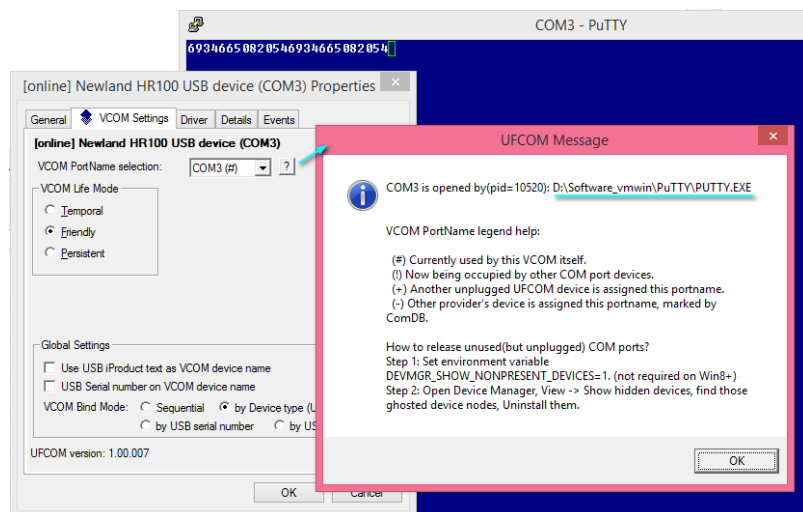 COM3 - PuTTY
69346650820546934665082054
[online] Newland HR100 USB device (COM3) Properties
General VCOM Settings Driver Details Events
[online] Newland HR100 USB device (COM3)
VCOM PortName selection: COM3 (#) ?
VCOM Life Mode
Temporal
Friendly
Persistent
Global Settings
Use USB iProduct text as VCOM device name
USB Serial number on VCOM device name
VCOM Bind Mode: Sequential by Device type (U
by USB serial number by US
UFCOM version: 1.00.007
OK Cancel
UFCOM Message
COM3 is opened by(pid=10520): D:\Software_vmwin\PuTTY\PUTTY.EXE
VCOM PortName legend help:
(#) Currently used by this VCOM itself.
(!) Now being occupied by other COM port devices.
(+) Another unplugged UFCOM device is assigned this portname.
(-) Other provider's device is assigned this portname, marked by
ComDB.
How to release unused(but unplugged) COM ports?
Step 1: Set environment variable
DEVMGR_SHOW_NONPRESENT_DEVICES=1. (not required on Win8+)
Step 2: Open Device Manager, View -> Show hidden devices, find those
ghosted device nodes, Uninstall them.
OK